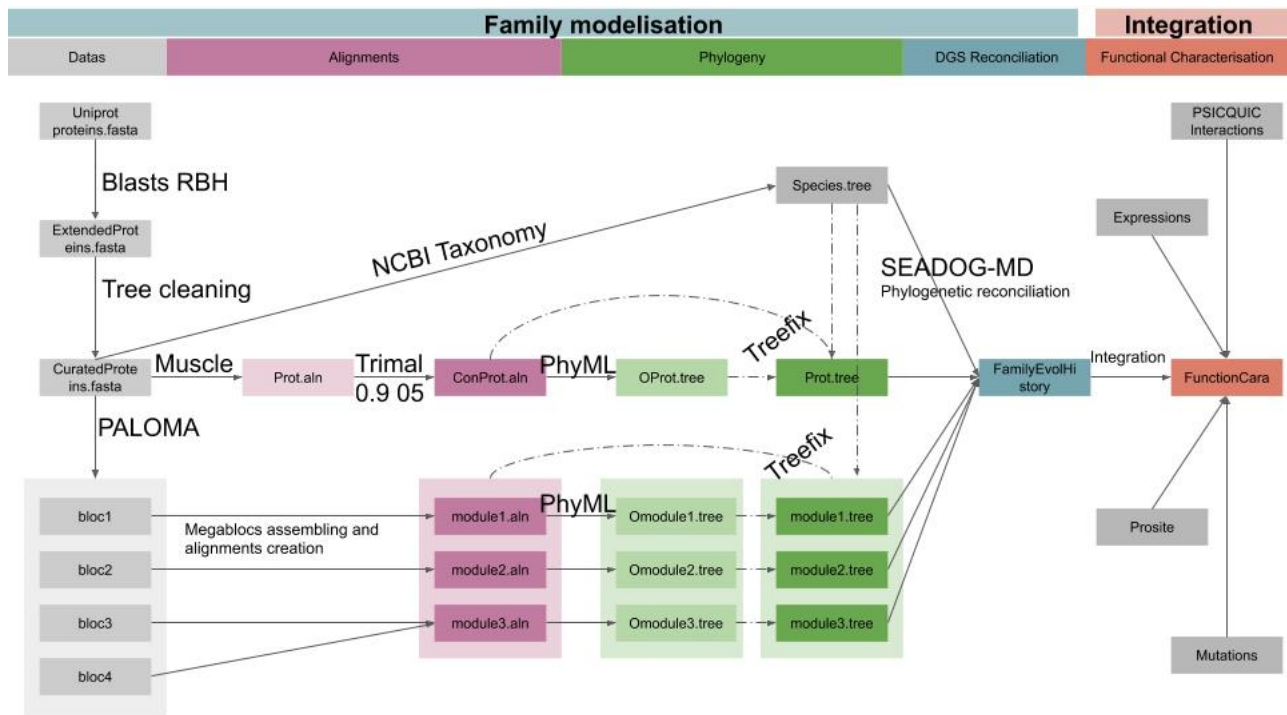 Family modelisation
Integration
Datas
Alignments
Phylogeny
DGS Reconciliation
Functional Characterisation
Uniprot
proteins.fasta
PSICQUIC
Interactions
Blasts RBH
Species.tree
ExtendedProt
eins.fasta
Expressions
NCBI Taxonomy
SEADOG-MD
Phylogenetic reconciliation
Tree cleaning
CuratedProte
ins.fasta
Muscle
Prot.aln
Trimal
0.9 05
ConProt.aln
PhyML
OProt.tree
Treefix
Prot.tree
FamilyEvolHi
story
Integration
FunctionCara
PALOMA
Treefix
bloc1
Megablocs assembling and
alignments creation
module1.aln
PhyML
Omodule1.tree
module1.tree
Prosite
bloc2
module2.aln
Omodule2.tree
module2.tree
bloc3
module3.aln
Omodule3.tree
module3.tree
bloc4
Mutations